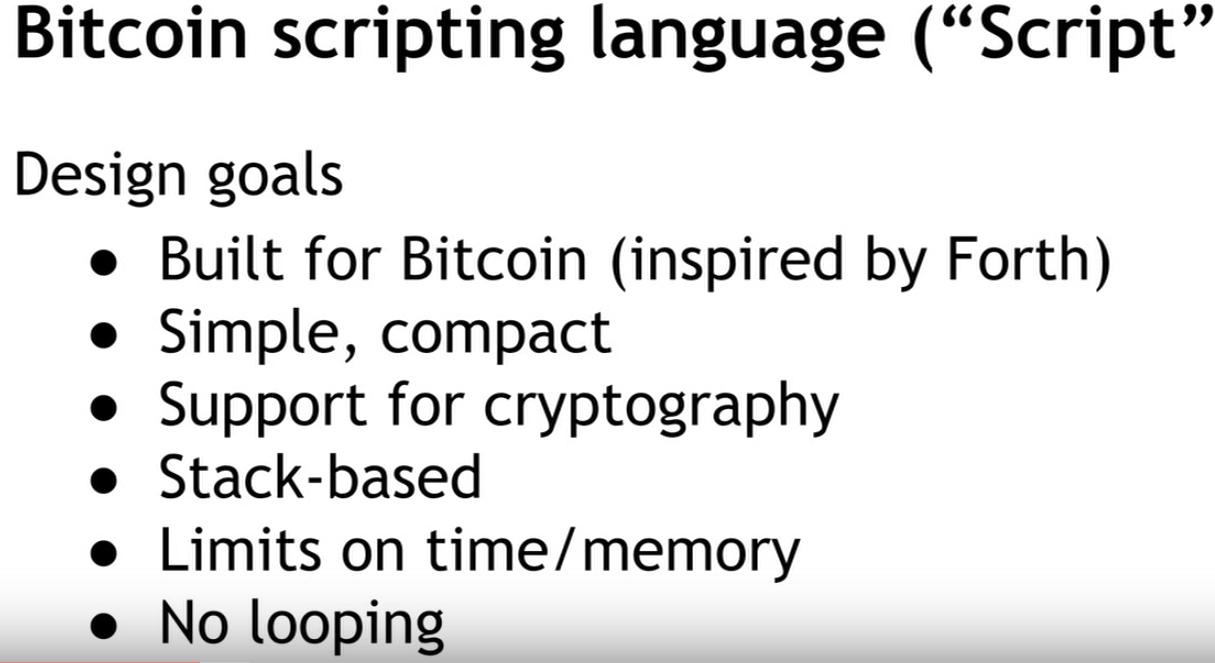 Bitcoin scripting language (“Script”
Design goals
● Built for Bitcoin (inspired by Forth)
● Simple, compact
● Support for cryptography
● Stack-based
● Limits on time/memory
● No looping